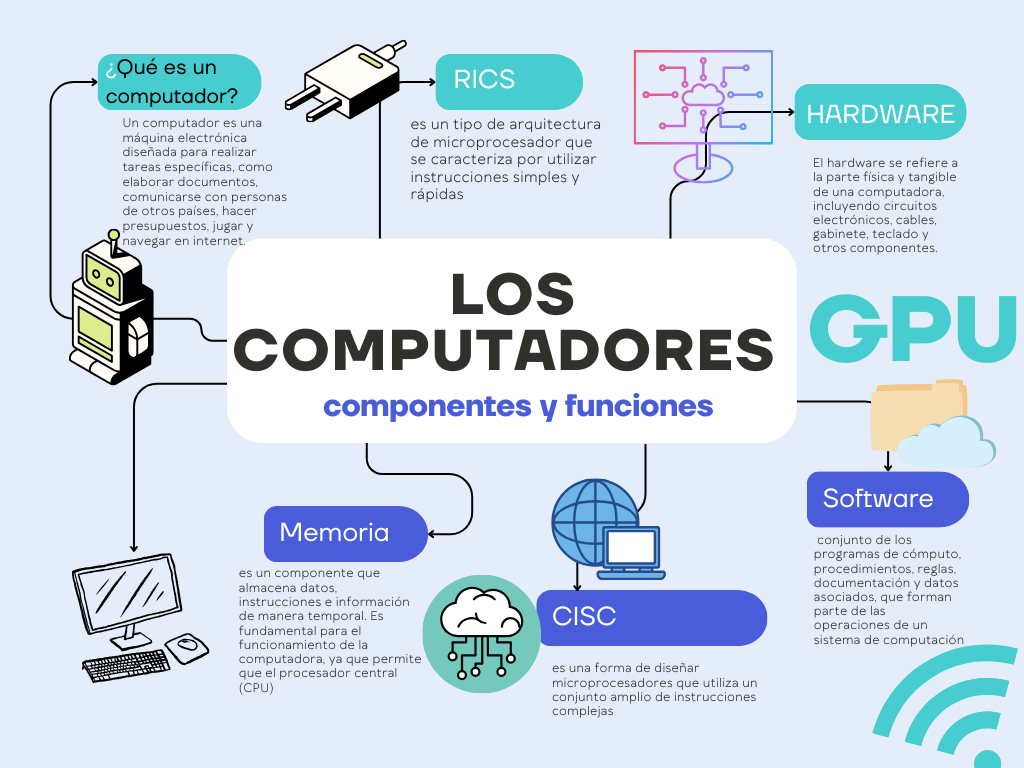 ¿Qué es un
computador?
Un computador es una
máquina electrónica
diseñada para realizar
tareas específicas, como
elaborar documentos,
comunicarse con personas
de otros países, hacer
presupuestos, jugar y
navegar en internet.
RICS
es un tipo de arquitectura
de microprocesador que
se caracteriza por utilizar
instrucciones simples y
rápidas
HARDWARE
El hardware se refiere a
la parte física y tangible
de una computadora,
incluyendo circuitos
electrónicos, cables,
gabinete, teclado y
otros componentes.
LOS
COMPUTADORES
componentes y funciones
GPU
Software
conjunto de los
programas de cómputo,
procedimientos, reglas,
documentación y datos
asociados, que forman
parte de las
operaciones de un
sistema de computación
Memoria
es un componente que
almacena datos,
instrucciones e información
de manera temporal. Es
fundamental para el
funcionamiento de la
computadora, ya que permite
que el procesador central
(CPU)
CISC
es una forma de diseñar
microprocesadores que utiliza un
conjunto amplio de instrucciones
complejas